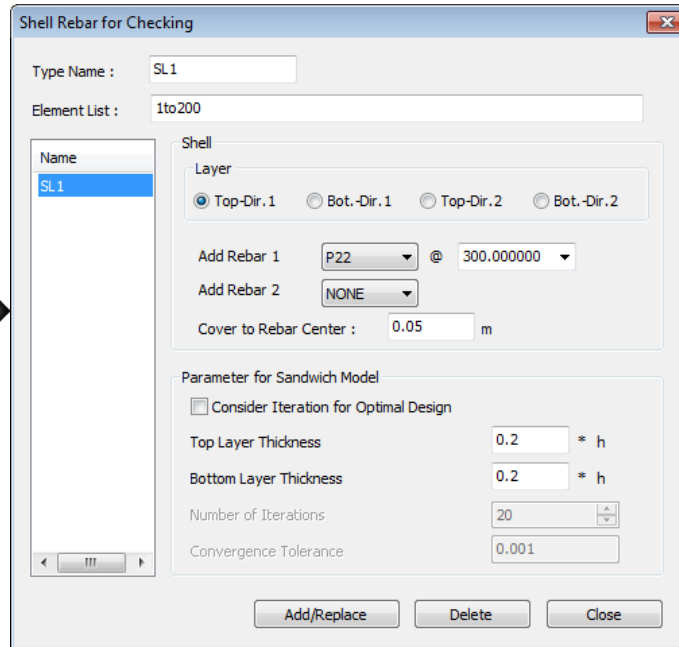 Shell Rebar for Checking
Type Name : SL1
Element List : 1to200
Name
SL1
Shell
Layer
Top-Dir.1 Bot.-Dir.1 Top-Dir.2 Bot.-Dir.2
Add Rebar 1 P22 @ 300.000000
Add Rebar 2 NONE
Cover to Rebar Center : 0.05 m
Parameter for Sandwich Model
Consider Iteration for Optimal Design
Top Layer Thickness 0.2 * h
Bottom Layer Thickness 0.2 * h
Number of Iterations 20
Convergence Tolerance 0.001
Add/Replace Delete Close